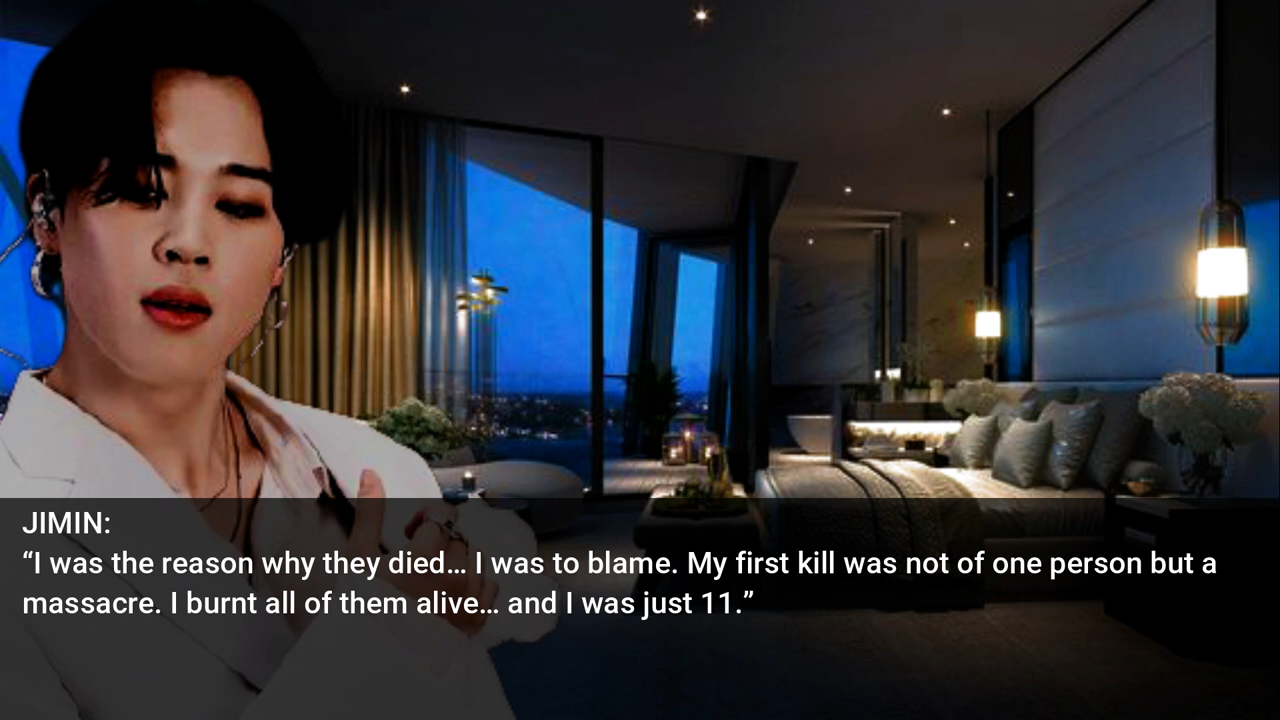 JIMIN:
“I was the reason why they died… I was to blame. My first kill was not of one person but a
massacre. I burnt all of them alive… and I was just 11.”